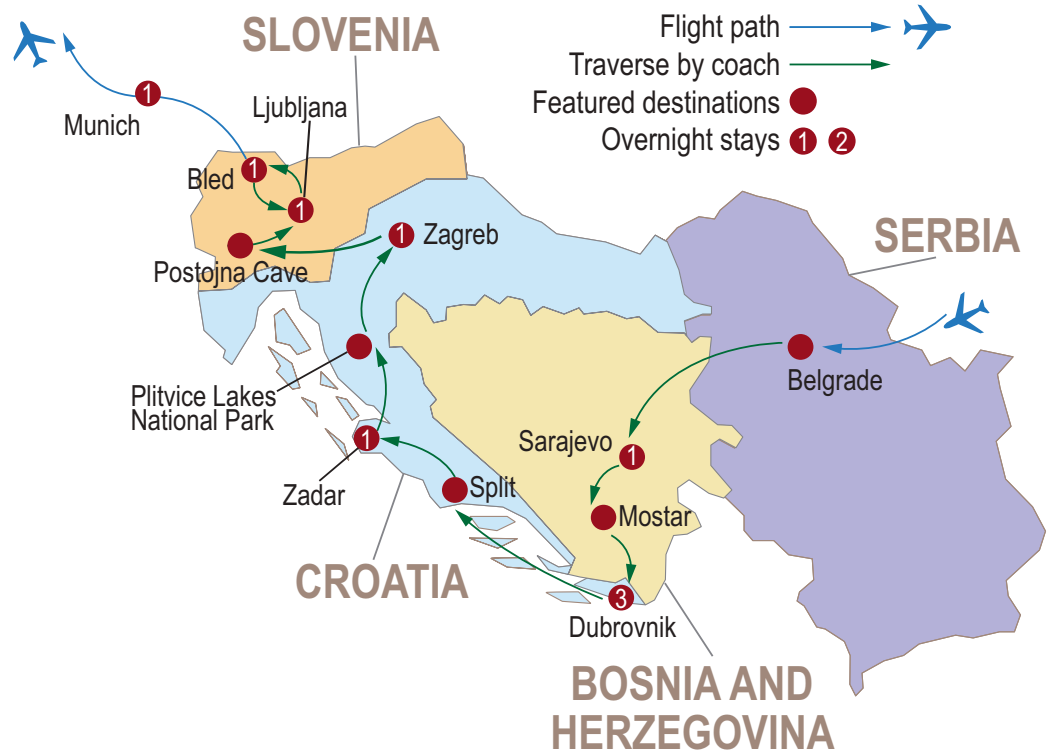 SLOVENIA
Flight path
Traverse by coach
Featured destinations
Overnight stays 1 2
1
Munich
Ljubljana
1
Bled
1
Postojna Cave
1
Zagreb
SERBIA
Belgrade
Plitvice Lakes
National Park
1
Zadar
Split
Sarajevo
1
Mostar
CROATIA
3
Dubrovnik
BOSNIA AND
HERZEGOVINA